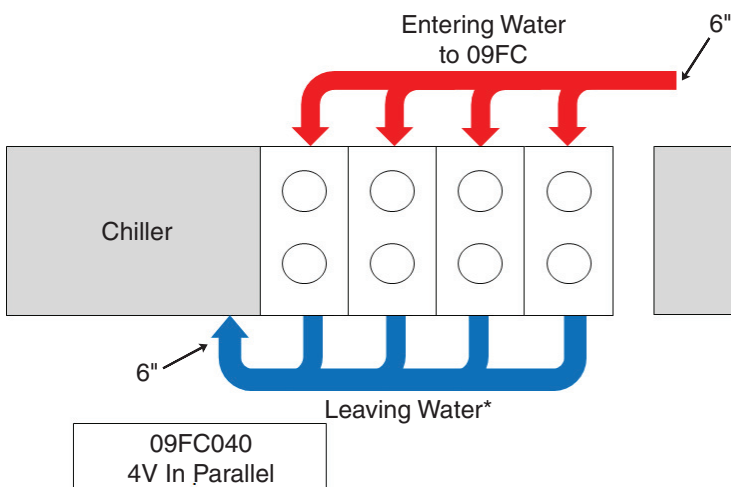 Entering Water
to 09FC
6"
Chiller
6"
Leaving Water*
09FC040
4V In Parallel